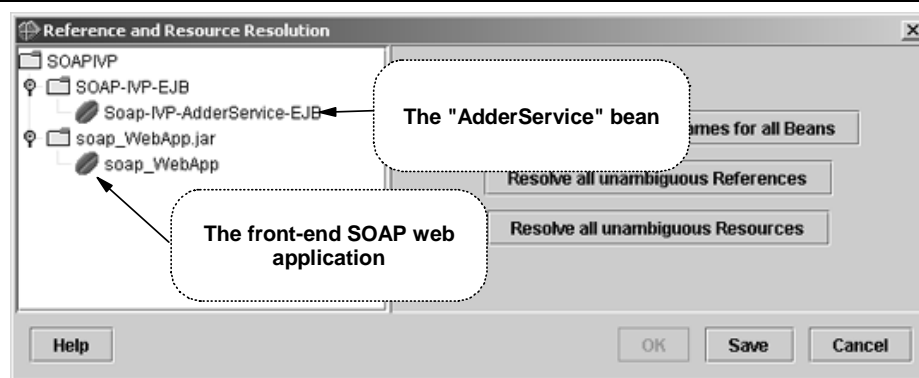 Reference and Resource Resolution
SOAPIVP
SOAP-IVP-EJB
Soap-IVP-AdderService-EJB
The "AdderService" bean
for all Beans
soap_WebApp.jar
soap_WebApp
Resolve all unambiguous References
The front-end SOAP web
application
Resolve all unambiguous Resources
Help
OK
Save
Cancel